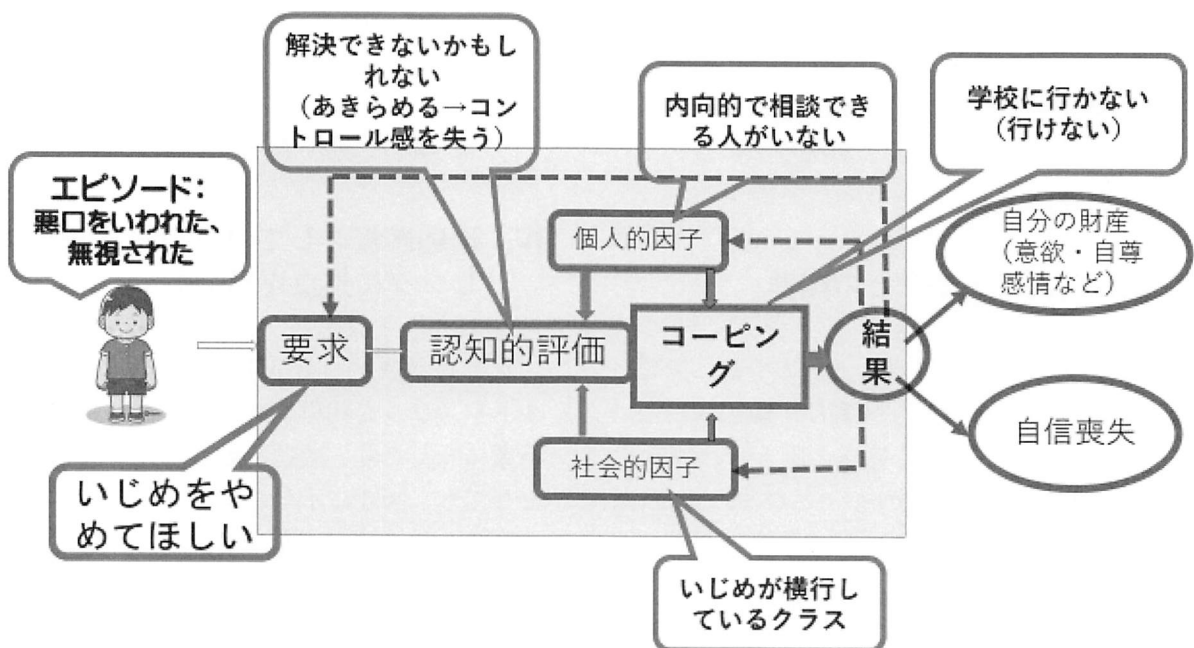 解決できないかもし
れない
（あきらめる→コン
トロール感を失う）
内向的で相談でき
る人がいない
学校に行かない
（行けない）
エピソード：
悪口をいわれた、
無視された
個人的因子
自分の財産
（意欲・自尊
感情など）
要求
認知的評価
コーピン
グ
結
果
社会的因子
自信喪失
いじめをや
めてほしい
いじめが横行し
ているクラス